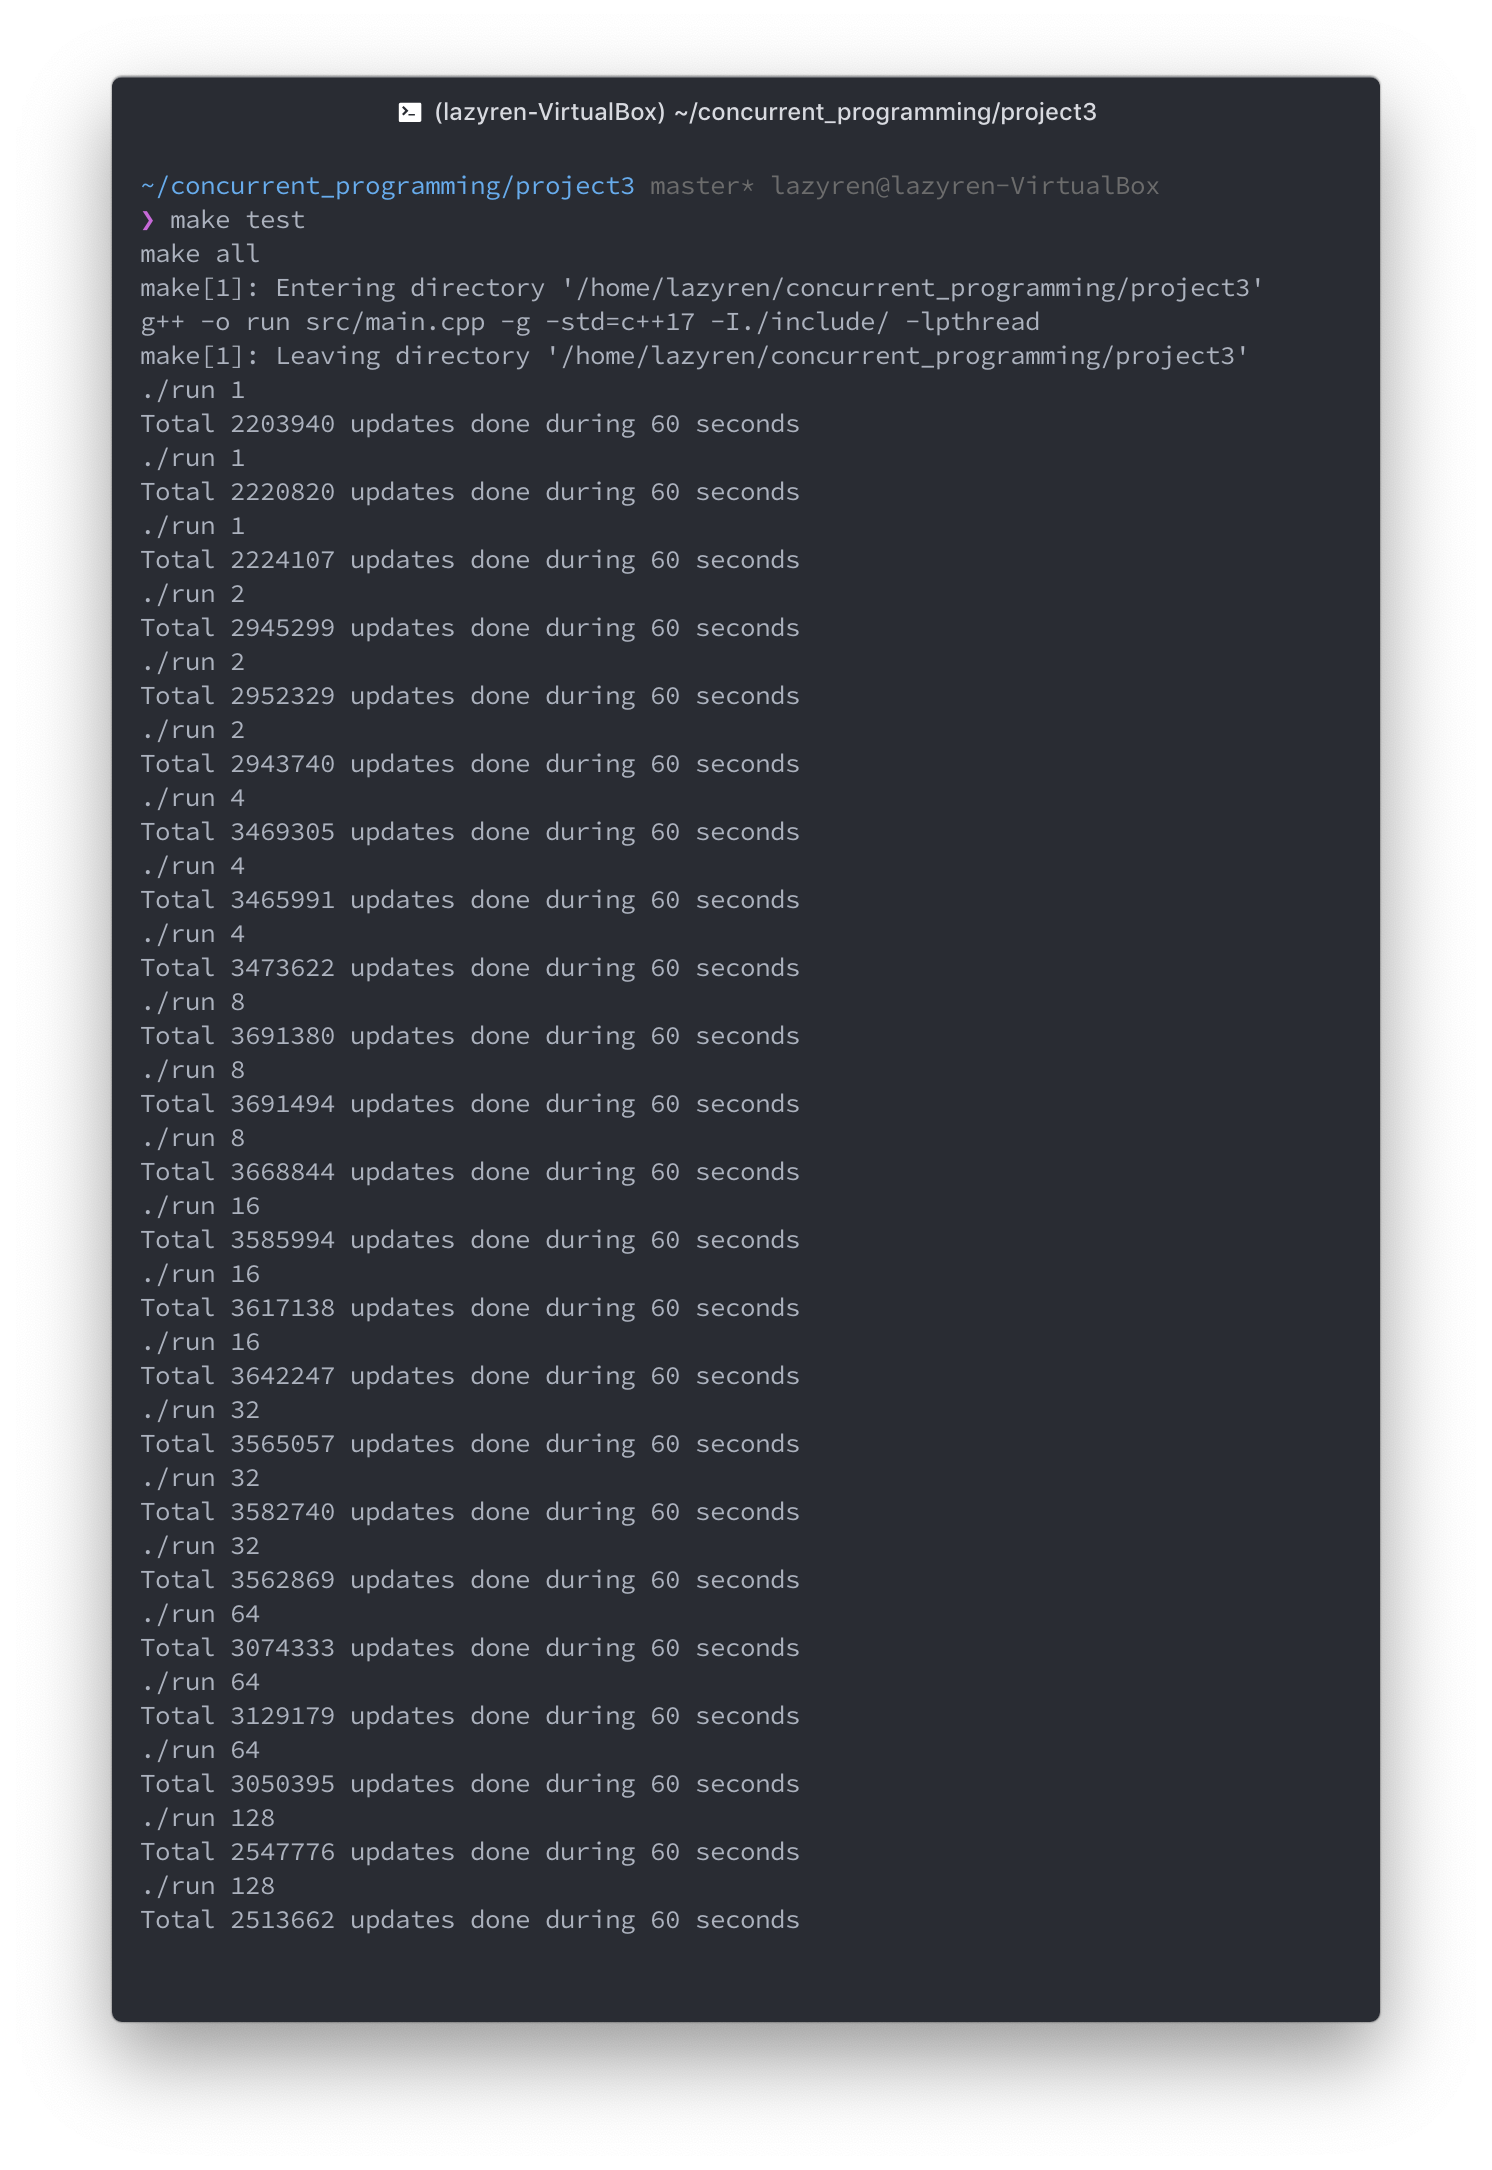 (lazyren-VirtualBox) ~/concurrent_programming/project3
~/concurrent_programming/project3 master* lazyren@lazyren-VirtualBox
❯ make test
make all
make[1]: Entering directory '/home/lazyren/concurrent_programming/project3'
g++ -o run src/main.cpp -g -std=c++17 -I./include/ -lpthread
make[1]: Leaving directory '/home/lazyren/concurrent_programming/project3'
./run 1
Total 2203940 updates done during 60 seconds
./run 1
Total 2220820 updates done during 60 seconds
./run 1
Total 2224107 updates done during 60 seconds
./run 2
Total 2945299 updates done during 60 seconds
./run 2
Total 2952329 updates done during 60 seconds
./run 2
Total 2943740 updates done during 60 seconds
./run 4
Total 3469305 updates done during 60 seconds
./run 4
Total 3465991 updates done during 60 seconds
./run 4
Total 3473622 updates done during 60 seconds
./run 8
Total 3691380 updates done during 60 seconds
./run 8
Total 3691494 updates done during 60 seconds
./run 8
Total 3668844 updates done during 60 seconds
./run 16
Total 3585994 updates done during 60 seconds
./run 16
Total 3617138 updates done during 60 seconds
./run 16
Total 3642247 updates done during 60 seconds
./run 32
Total 3565057 updates done during 60 seconds
./run 32
Total 3582740 updates done during 60 seconds
./run 32
Total 3562869 updates done during 60 seconds
./run 64
Total 3074333 updates done during 60 seconds
./run 64
Total 3129179 updates done during 60 seconds
./run 64
Total 3050395 updates done during 60 seconds
./run 128
Total 2547776 updates done during 60 seconds
./run 128
Total 2513662 updates done during 60 seconds